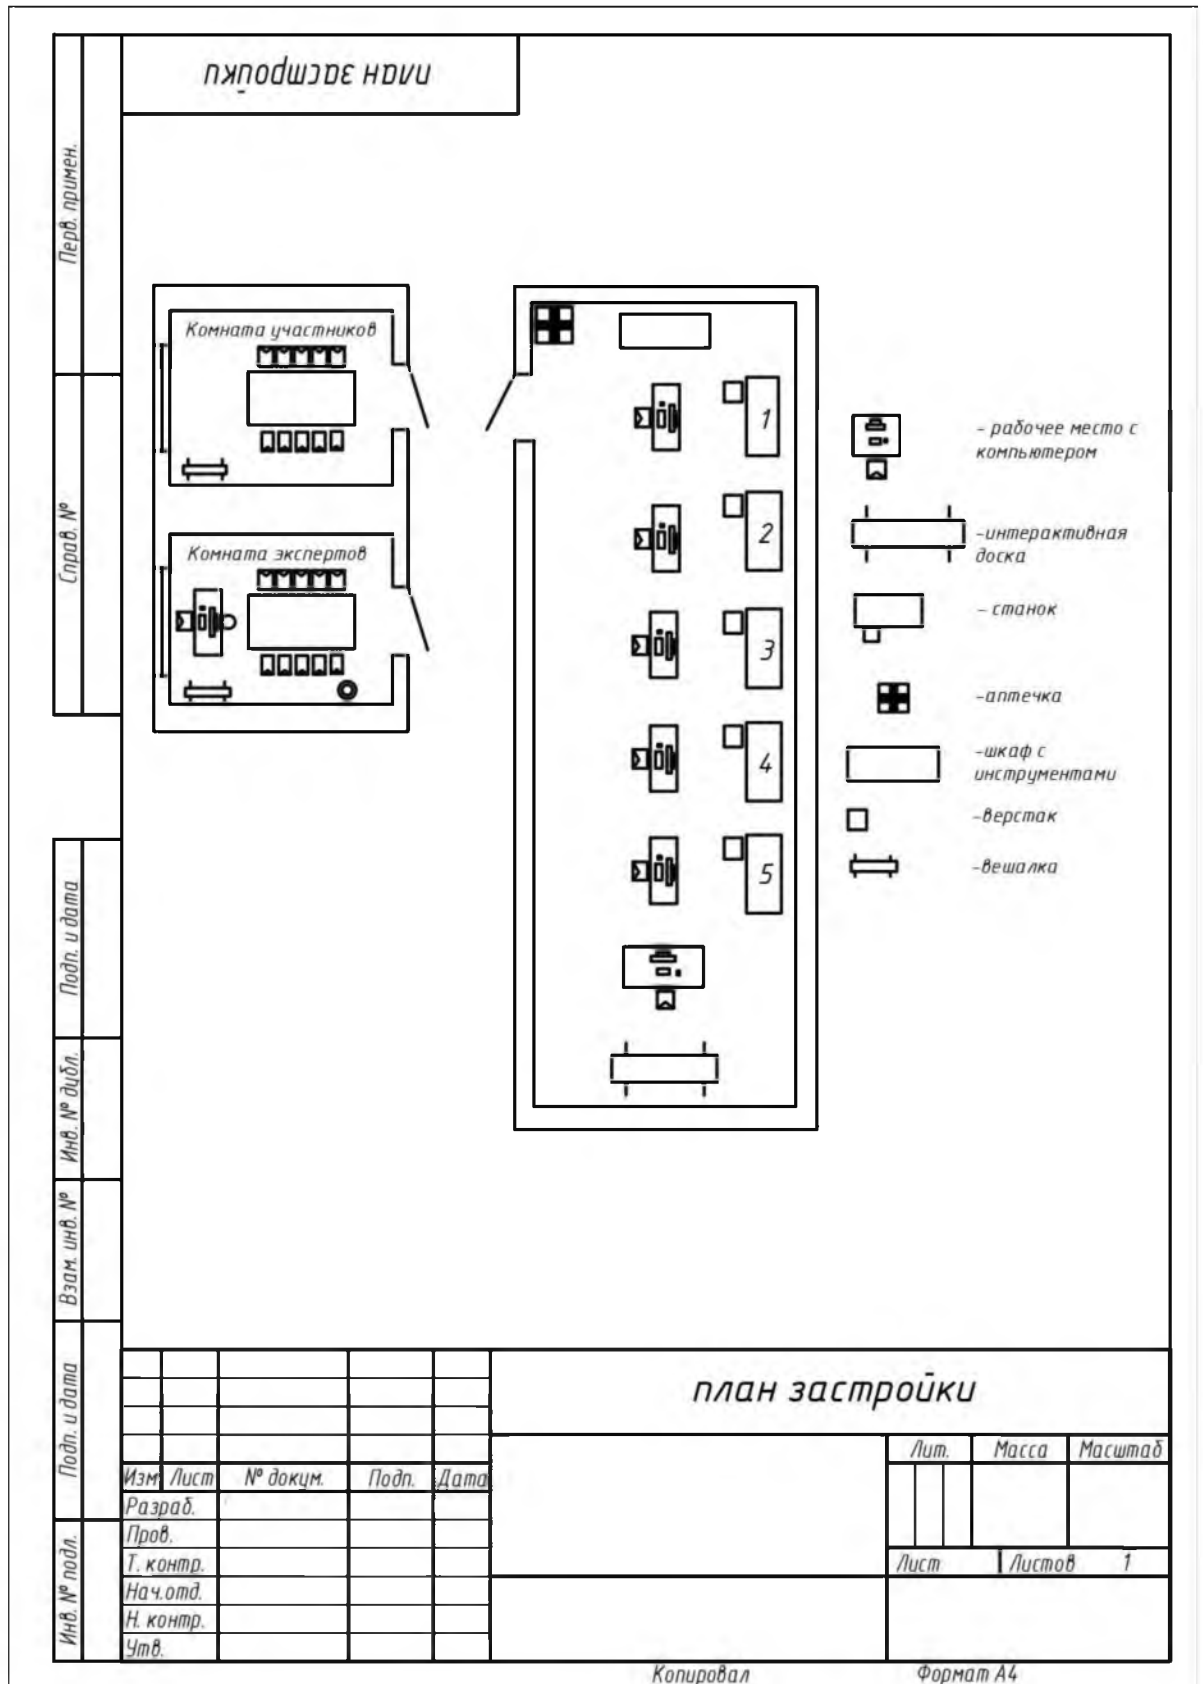 план застройки
Перв. примен.
Справ. №
Подп. и дата
Инв. № дубл.
Взам. инв. №
Подп. и дата
Инв. № подл.
Комната участников
Комната экспертов
1
2
3
4
5
- рабочее место с
компьютером
-интерактивная
доска
- станок
-аптечка
-шкаф с
инструментами
-верстак
-вешалка
план застройки
Изм Лист № докум. Подп. Дата
Разраб.
Пров.
Т. контр.
Нач.отд.
Н. контр.
Утв.
Лит. Масса Масштаб
Лист Листов 1
Копировал Формат А4